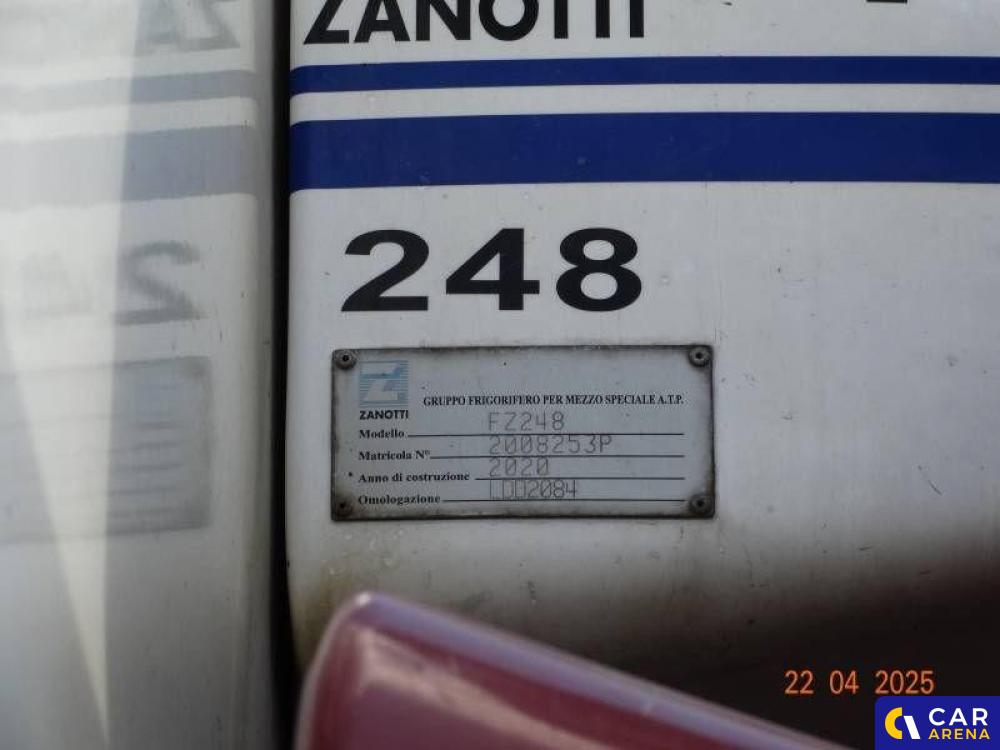 ZANOTTI
248
ZANOTTI
GRUPPO FRIGORIFERO PER MEZZO SPECIALE A.T.P.
Modello FZ248
Matricola N° 2008253P
Anno di costruzione 2020
Omologazione LDD2084
22 04 2025
CAR
ARENA